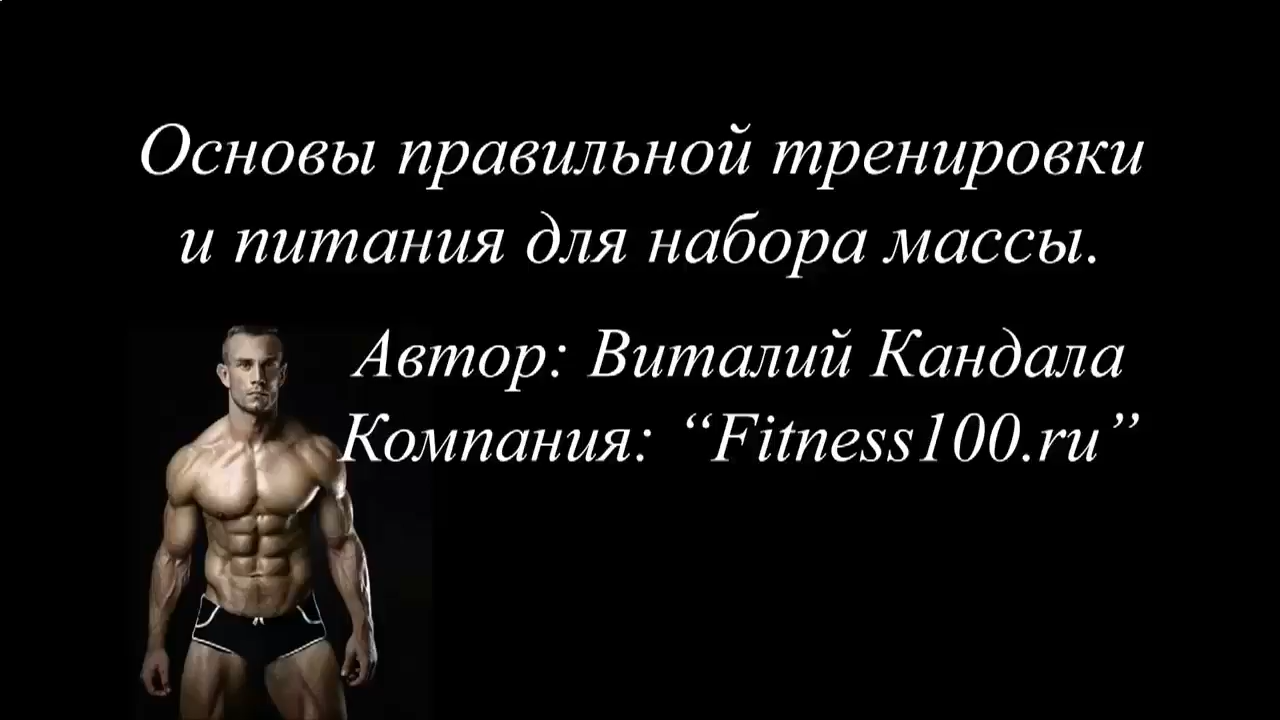 Основы правильной тренировки
и питания для набора массы.
Автор: Виталий Кандала
Компания: “Fitness100.ru”